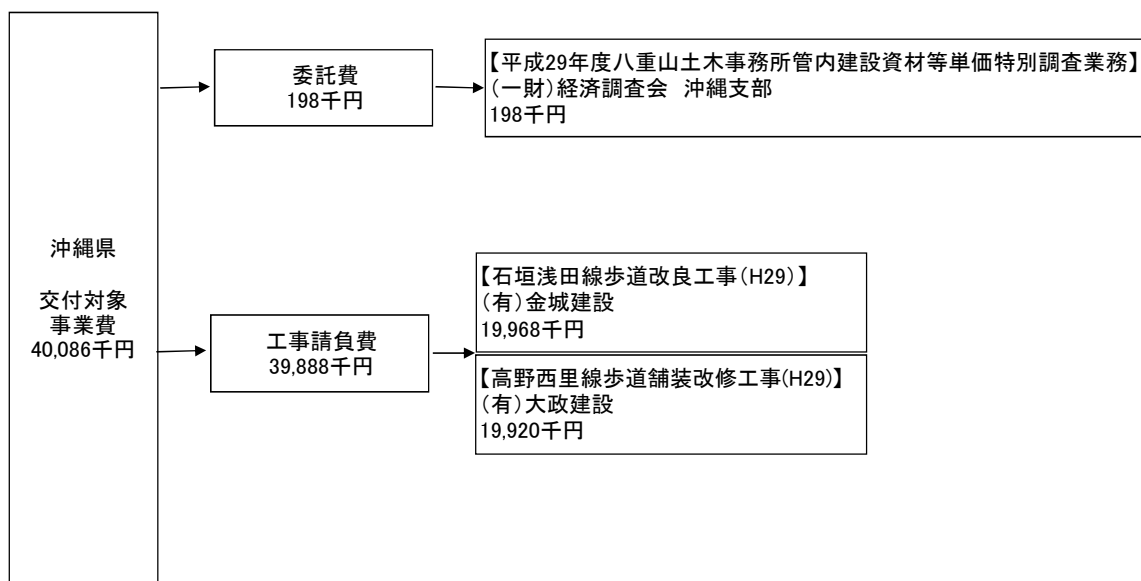 沖縄県
交付対象
事業費
40,086千円
委託費
198千円
【平成29年度八重山土木事務所管内建設資材等単価特別調査業務】
(一財)経済調査会　沖縄支部
198千円
工事請負費
39,888千円
【石垣浅田線歩道改良工事(H29)】
(有)金城建設
19,968千円
【高野西里線歩道舗装改修工事(H29)】
(有)大政建設
19,920千円